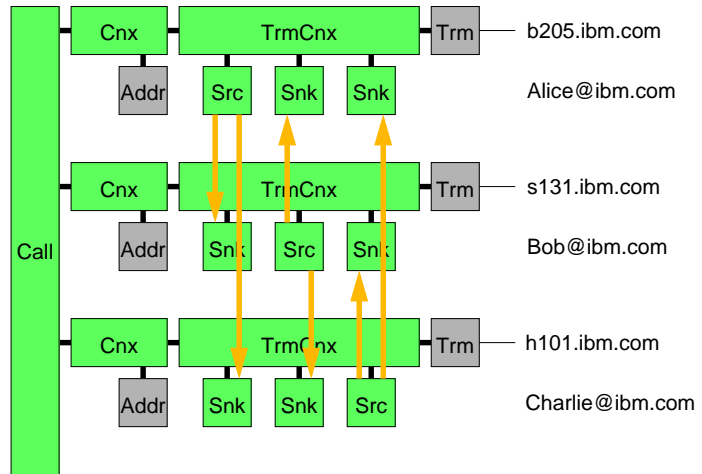 Cnx TrmCnx Trm b205.ibm.com
Addr Src Snk Snk Alice@ibm.com
Cnx TrmCnx Trm s131.ibm.com
Call Addr Snk Src Snk Bob@ibm.com
Cnx TrmCnx Trm h101.ibm.com
Addr Snk Snk Src Charlie@ibm.com